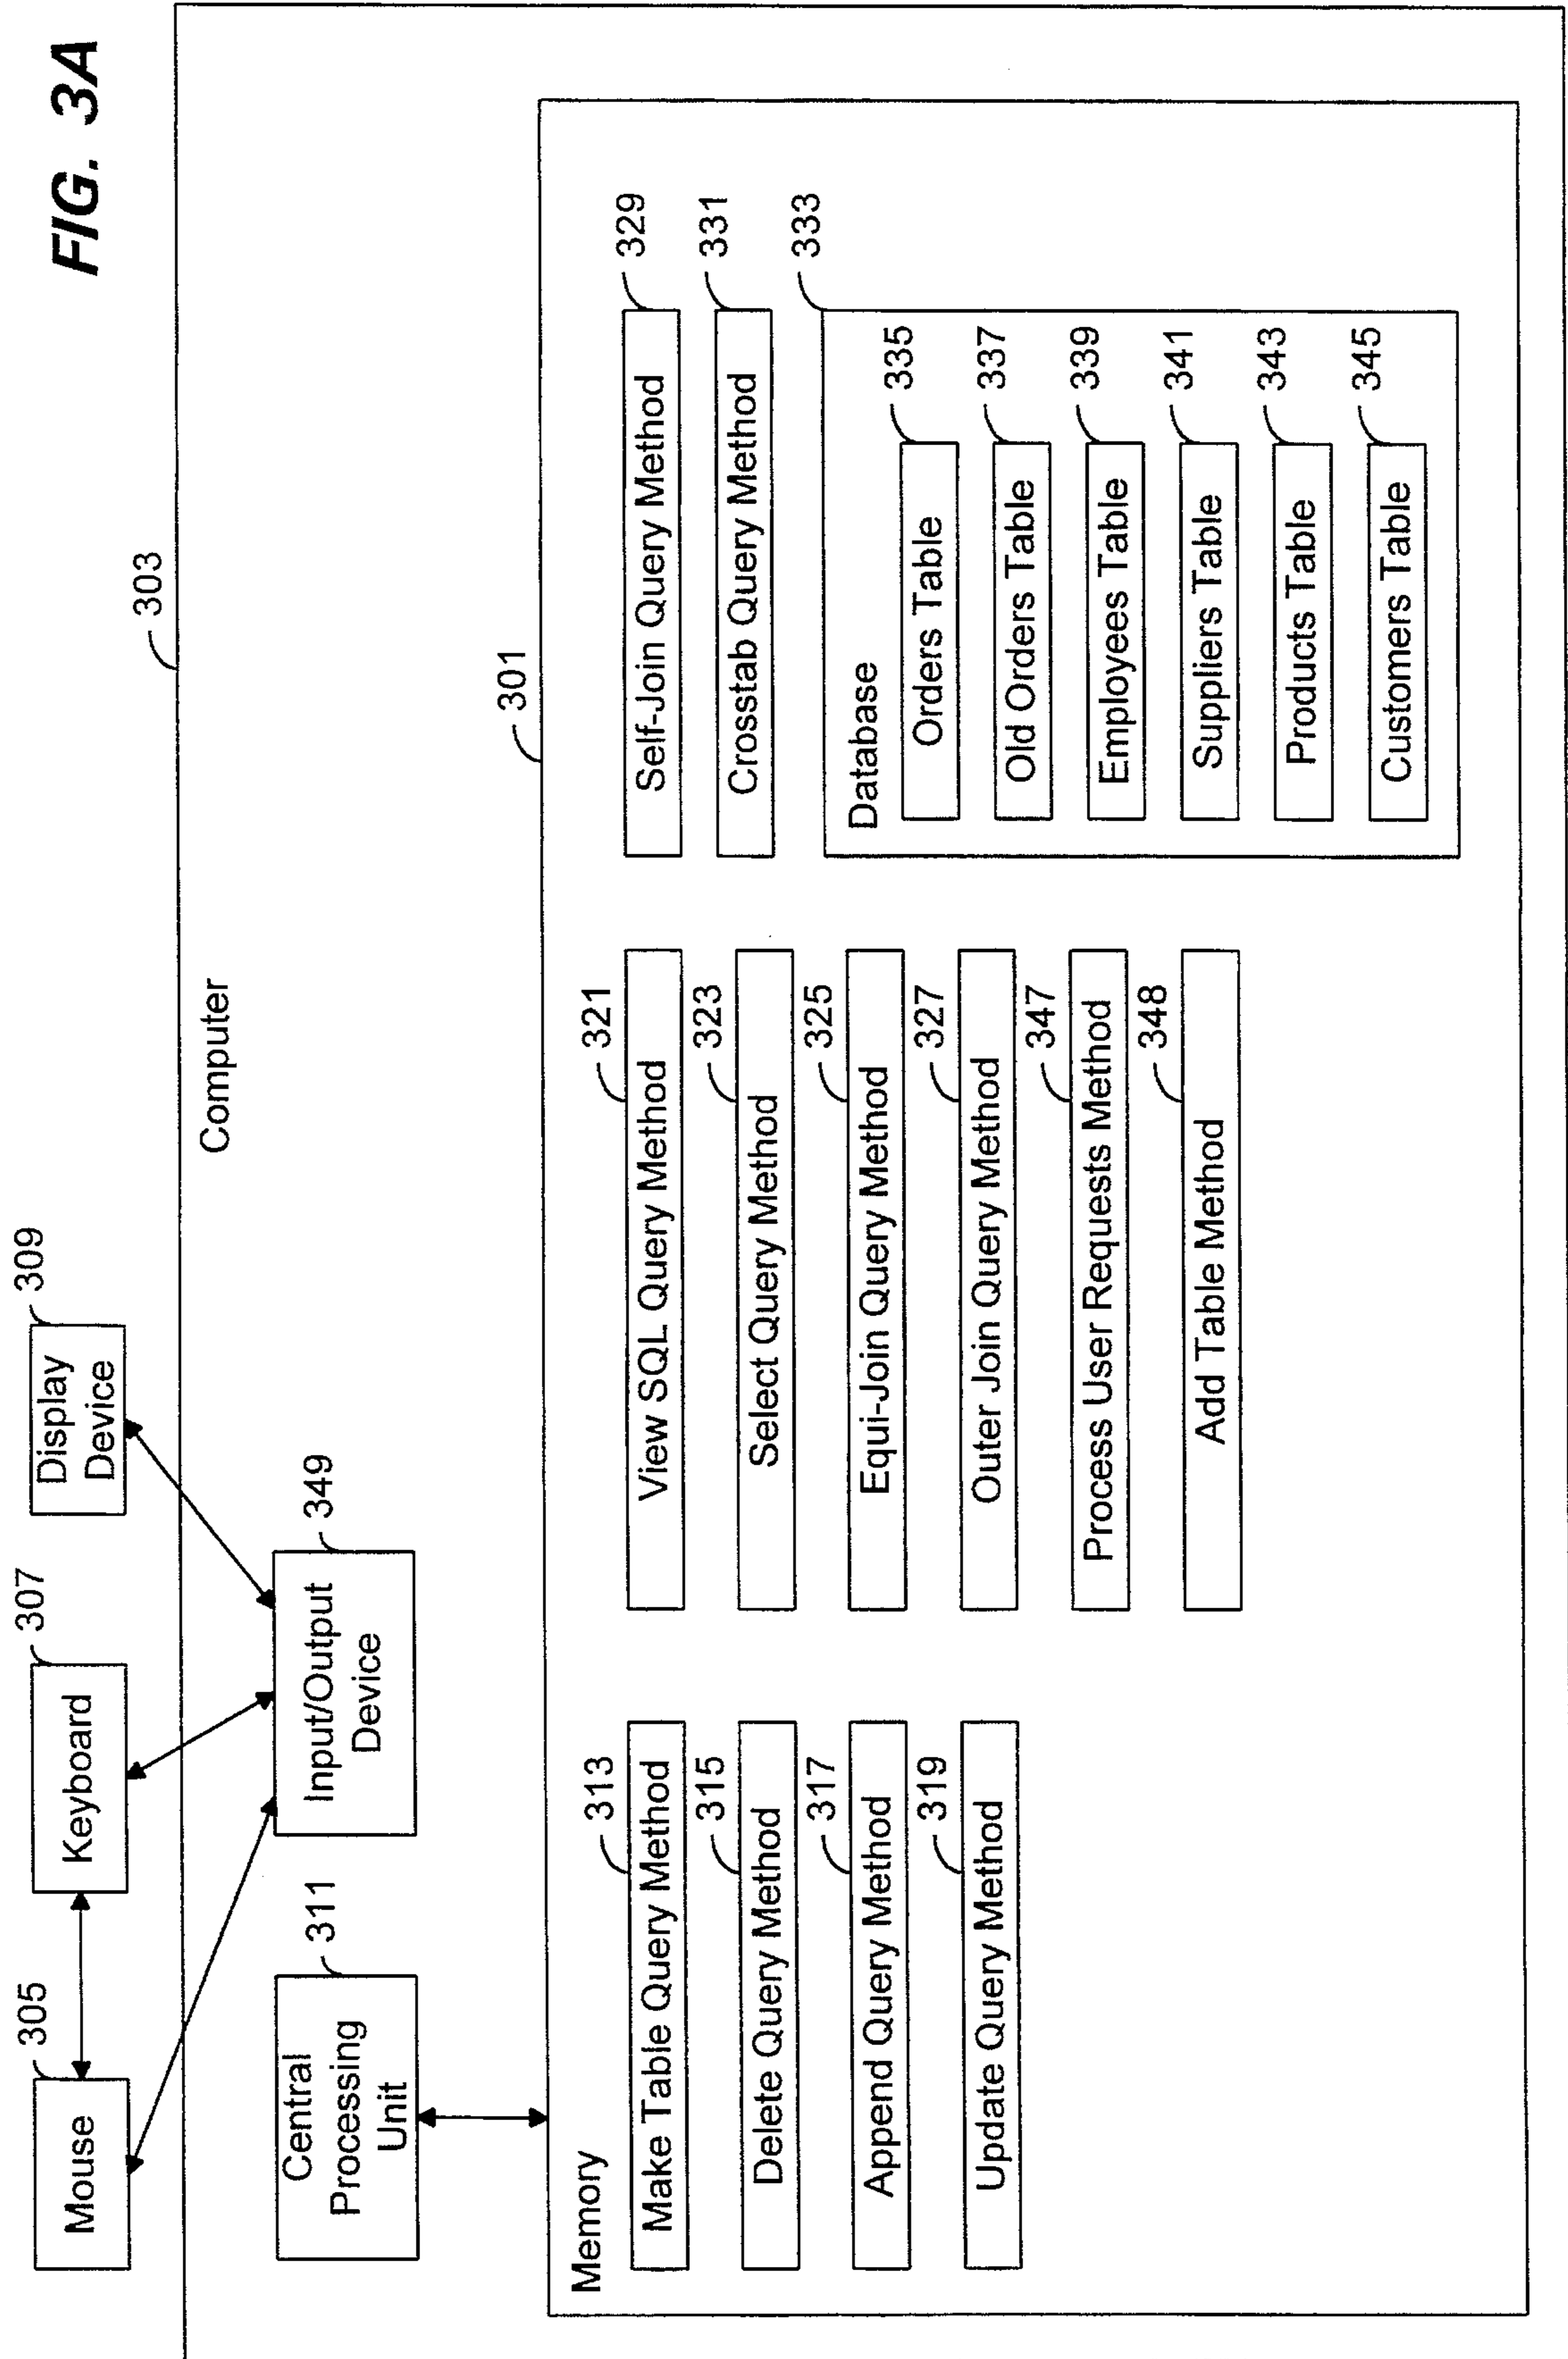 FIG. 3A
305
Mouse
307
Keyboard
309
Display
Device
303
Computer
311
Central
Processing
Unit
349
Input/Output
Device
301
Memory
313
Make Table Query Method
315
Delete Query Method
317
Append Query Method
319
Update Query Method
321
View SQL Query Method
323
Select Query Method
325
Equi-Join Query Method
327
Outer Join Query Method
347
Process User Requests Method
348
Add Table Method
329
Self-Join Query Method
331
Crosstab Query Method
333
Database
335
Orders Table
337
Old Orders Table
339
Employees Table
341
Suppliers Table
343
Products Table
345
Customers Table